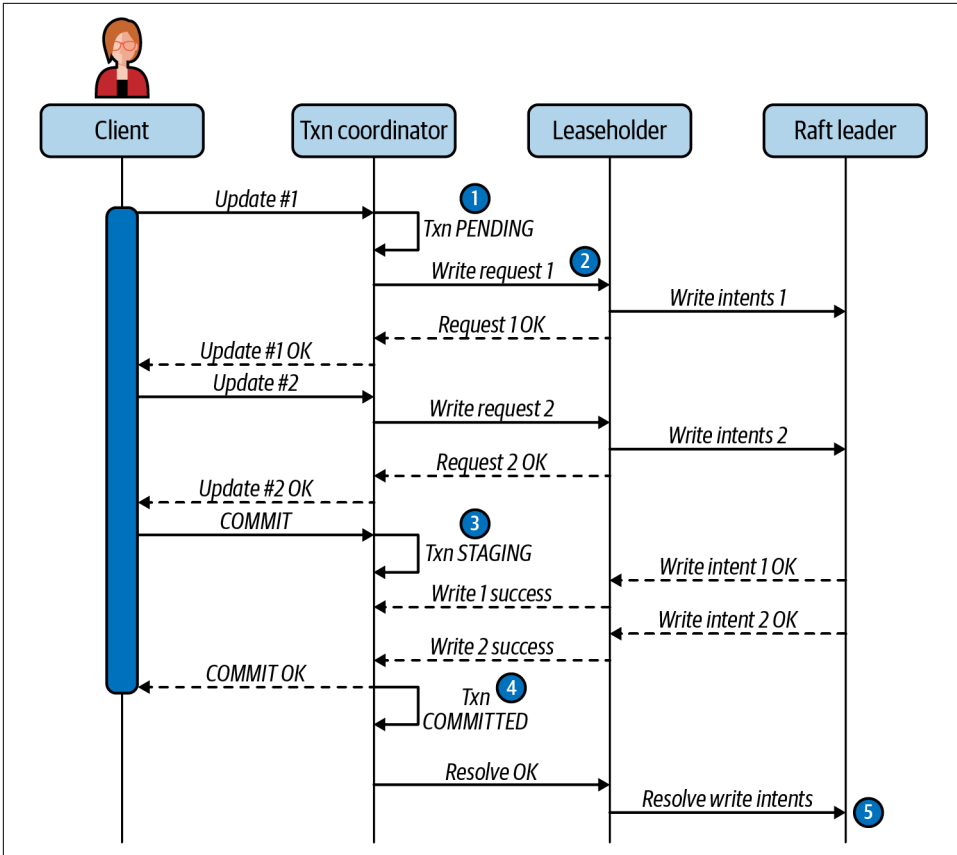 Client
Txn coordinator
Leaseholder
Raft leader
Update #1
1
Txn PENDING
2
Write request 1
Write intents 1
Request 1 OK
Update #1 OK
Update #2
Write request 2
Write intents 2
Request 2 OK
Update #2 OK
COMMIT
3
Txn STAGING
Write intent 1 OK
Write 1 success
Write intent 2 OK
Write 2 success
COMMIT OK
Txn 4
COMMITTED
Resolve OK
Resolve write intents
5